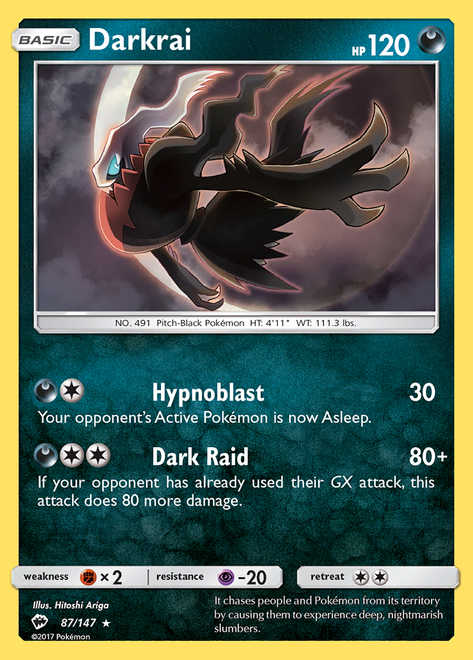 BASIC Darkrai HP 120
NO. 491 Pitch-Black Pokémon HT: 4'11" WT: 111.3 lbs.
Hypnoblast 30
Your opponent's Active Pokémon is now Asleep.
Dark Raid 80+
If your opponent has already used their GX attack, this
attack does 80 more damage.
weakness × 2 resistance -20 retreat
Illus. Hitoshi Ariga
87/147 ★
©2017 Pokémon
It chases people and Pokémon from its territory
by causing them to experience deep, nightmarish
slumbers.